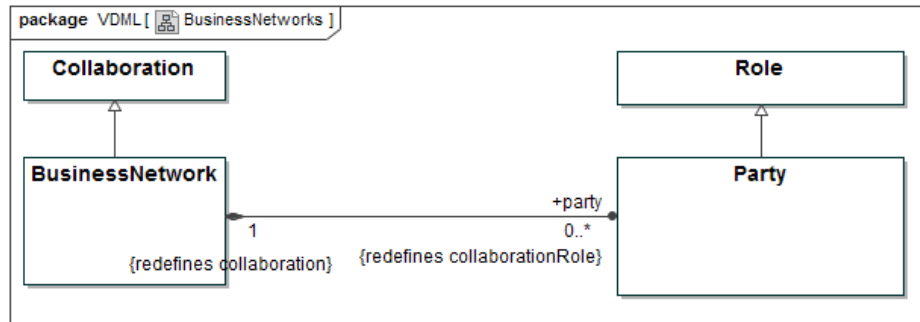 package VDML [ BusinessNetworks ]
Collaboration
Role
BusinessNetwork
Party
+party
1
0..*
{redefines collaboration}
{redefines collaborationRole}